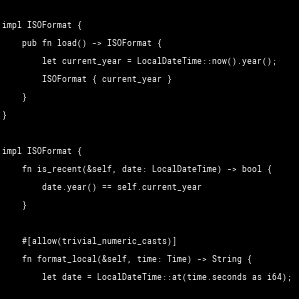 impl ISOFormat {
    pub fn load() -> ISOFormat {
        let current_year = LocalDateTime::now().year();
        ISOFormat { current_year }
    }
}

impl ISOFormat {
    fn is_recent(&self, date: LocalDateTime) -> bool {
        date.year() == self.current_year
    }

    #[allow(trivial_numeric_casts)]
    fn format_local(&self, time: Time) -> String {
        let date = LocalDateTime::at(time.seconds as i64);